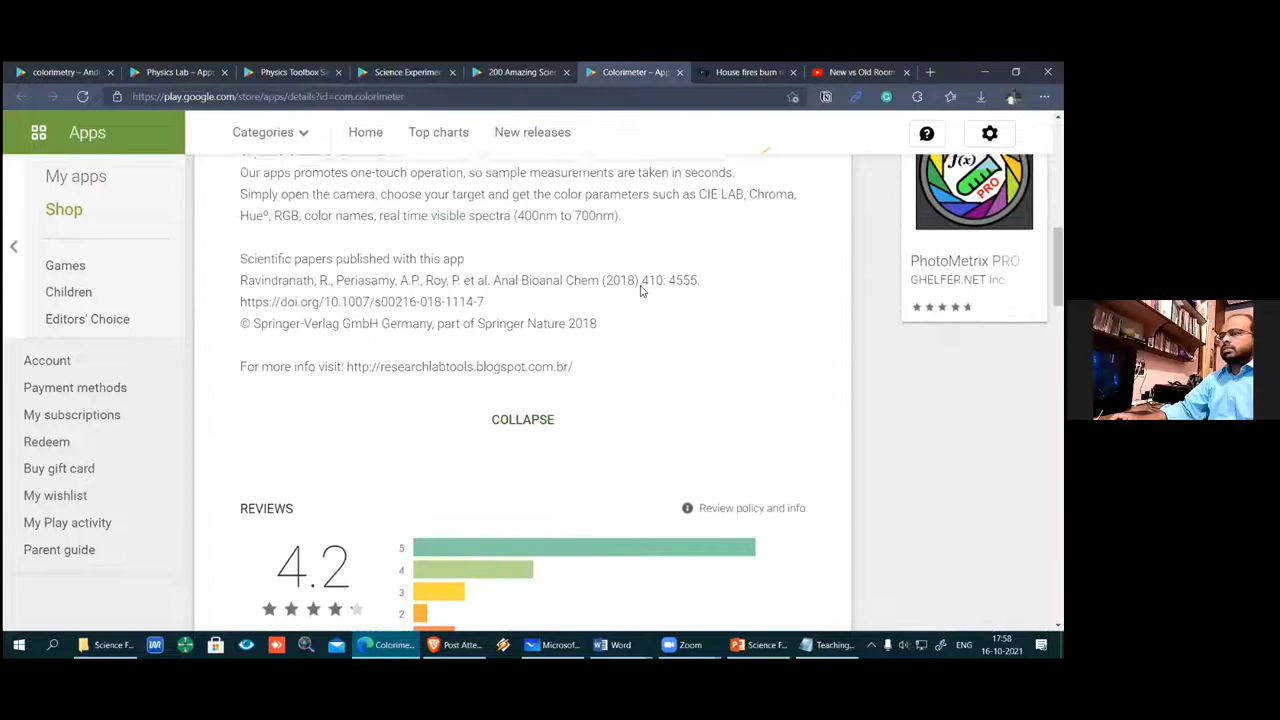 colorimetry – And
Physics Lab – Apps
Physics Toolbox S
Science Experimer
200 Amazing Scie
Colorimeter – App
House fires burn
New vs Old Room
https://play.google.com/store/apps/details?id=com.colorimeter
Apps
Categories
Home
Top charts
New releases
My apps
Shop
Games
Children
Editors' Choice
Account
Payment methods
My subscriptions
Redeem
Buy gift card
My wishlist
My Play activity
Parent guide
Our apps promotes one-touch operation, so sample measurements are taken in seconds.
Simply open the camera, choose your target and get the color parameters such as CIE LAB, Chroma,
Hueº, RGB, color names, real time visible spectra (400nm to 700nm).
Scientific papers published with this app
Ravindranath, R., Periasamy, A.P., Roy, P. et al. Anal Bioanal Chem (2018) 410: 4555.
https://doi.org/10.1007/s00216-018-1114-7
© Springer-Verlag GmbH Germany, part of Springer Nature 2018
For more info visit: http://researchlabtools.blogspot.com.br/
COLLAPSE
REVIEWS
Review policy and info
4.2
5
4
3
2
f(x)
PRO
PhotoMetrix PRO
GHELFER.NET Inc.
Science F...
Colorime...
Post Atte...
Microsof...
Word
Zoom
Science F...
Teaching...
ENG
17:58
16-10-2021